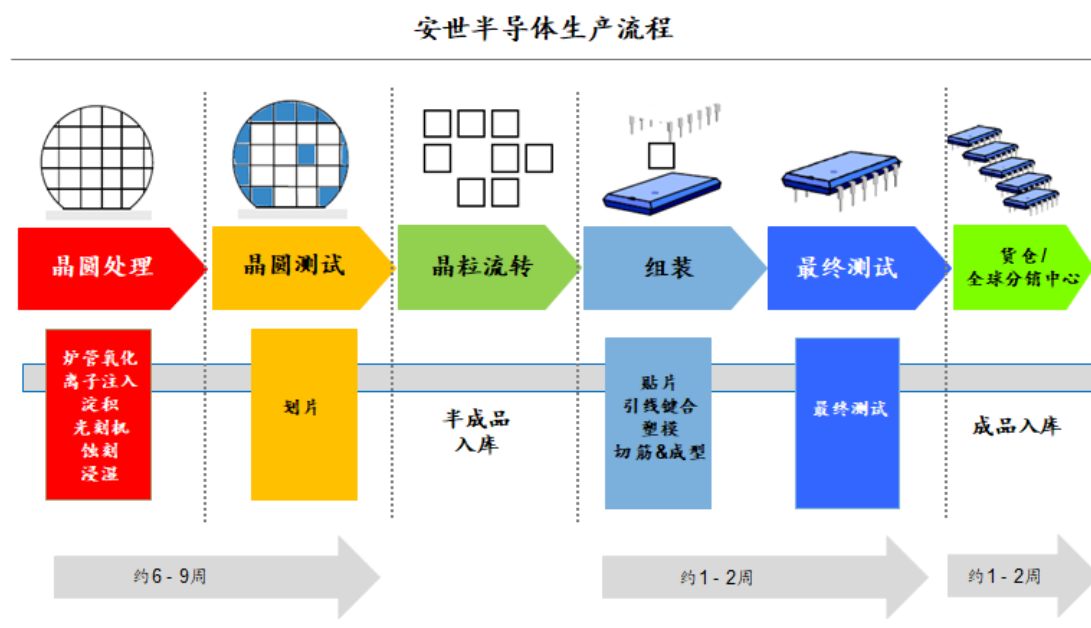 安世半导体生产流程
晶圆处理
晶圆测试
晶粒流转
组装
最终测试
货仓/
全球分销中心
炉管氧化
离子注入
淀积
光刻机
蚀刻
浸湿
划片
半成品
入库
贴片
引线键合
塑模
切筋&成型
最终测试
成品入库
约6-9周
约1-2周
约1-2周